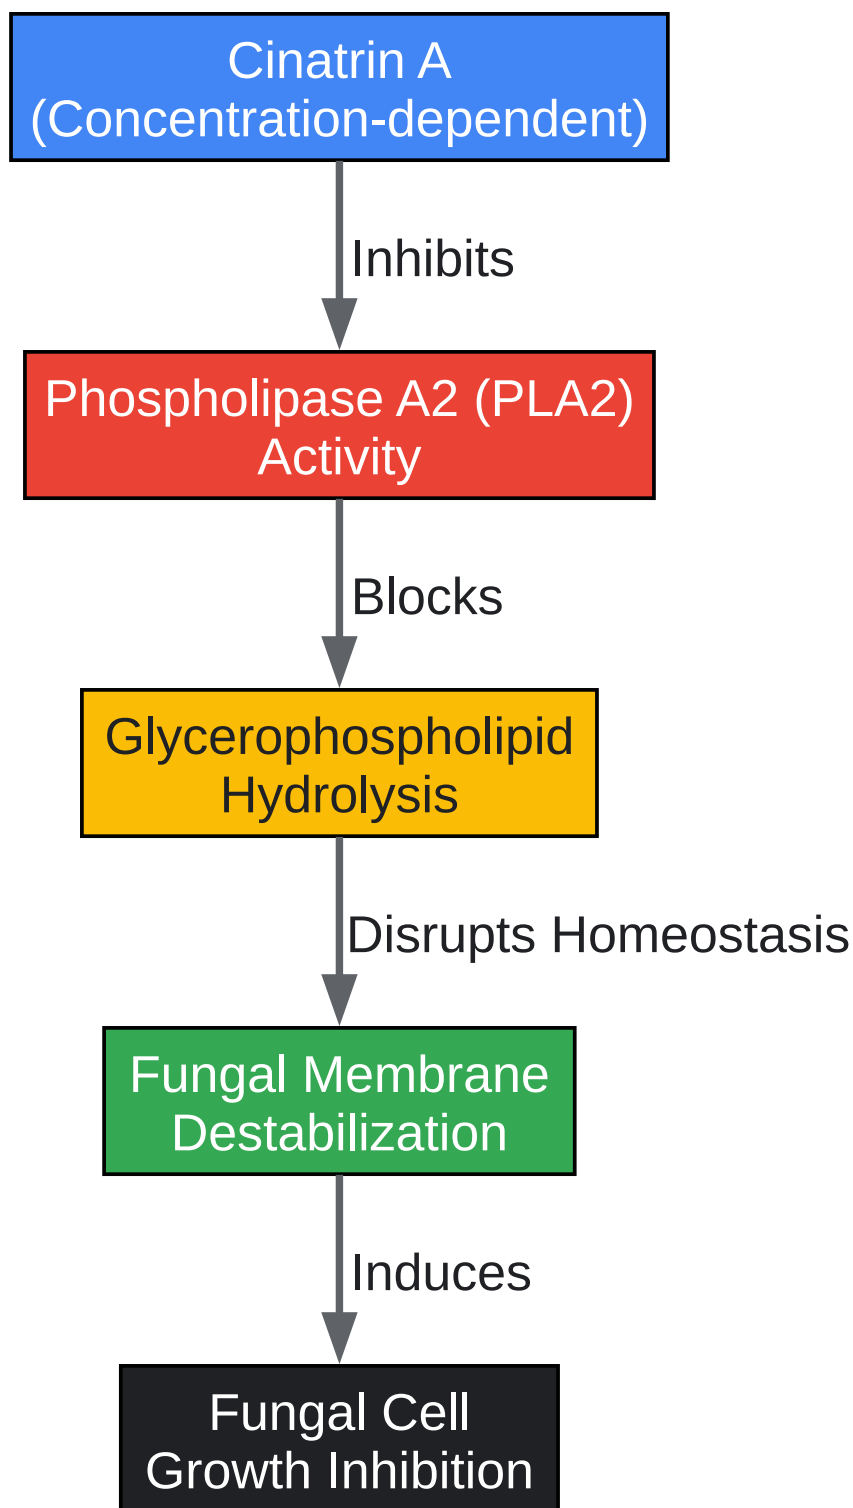 Cinatrin A
(Concentration-dependent)
Inhibits
Phospholipase A2 (PLA2)
Activity
Blocks
Glycerophospholipid
Hydrolysis
Disrupts Homeostasis
Fungal Membrane
Destabilization
Induces
Fungal Cell
Growth Inhibition